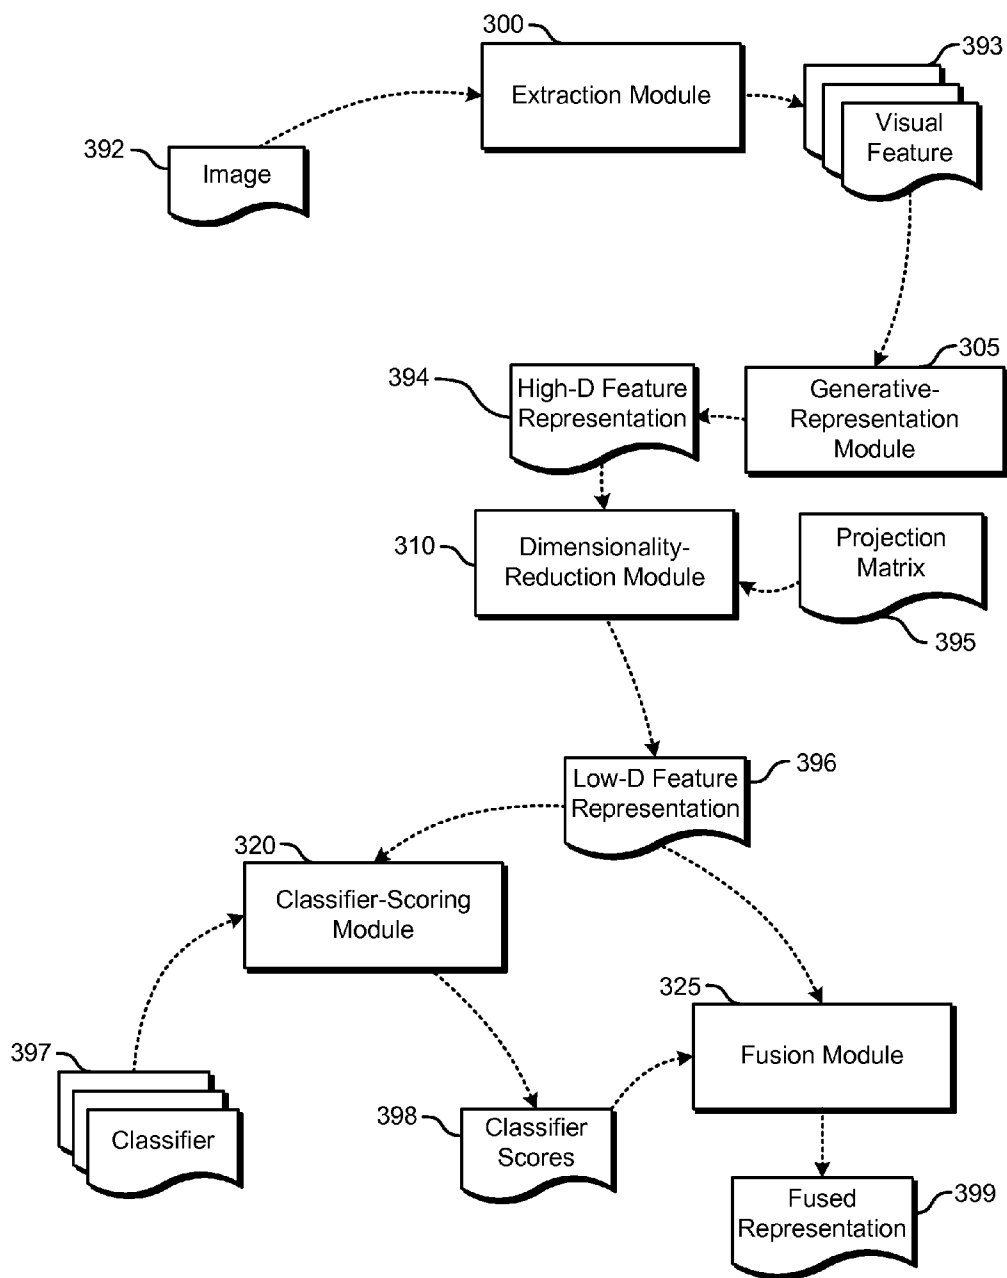 300
393
Extraction Module
Visual
Feature
392
Image
305
394
High-D Feature
Representation
Generative-
Representation
Module
310
Dimensionality-
Reduction Module
Projection
Matrix
395
396
Low-D Feature
Representation
320
Classifier-Scoring
Module
325
Fusion Module
397
Classifier
398
Classifier
Scores
399
Fused
Representation